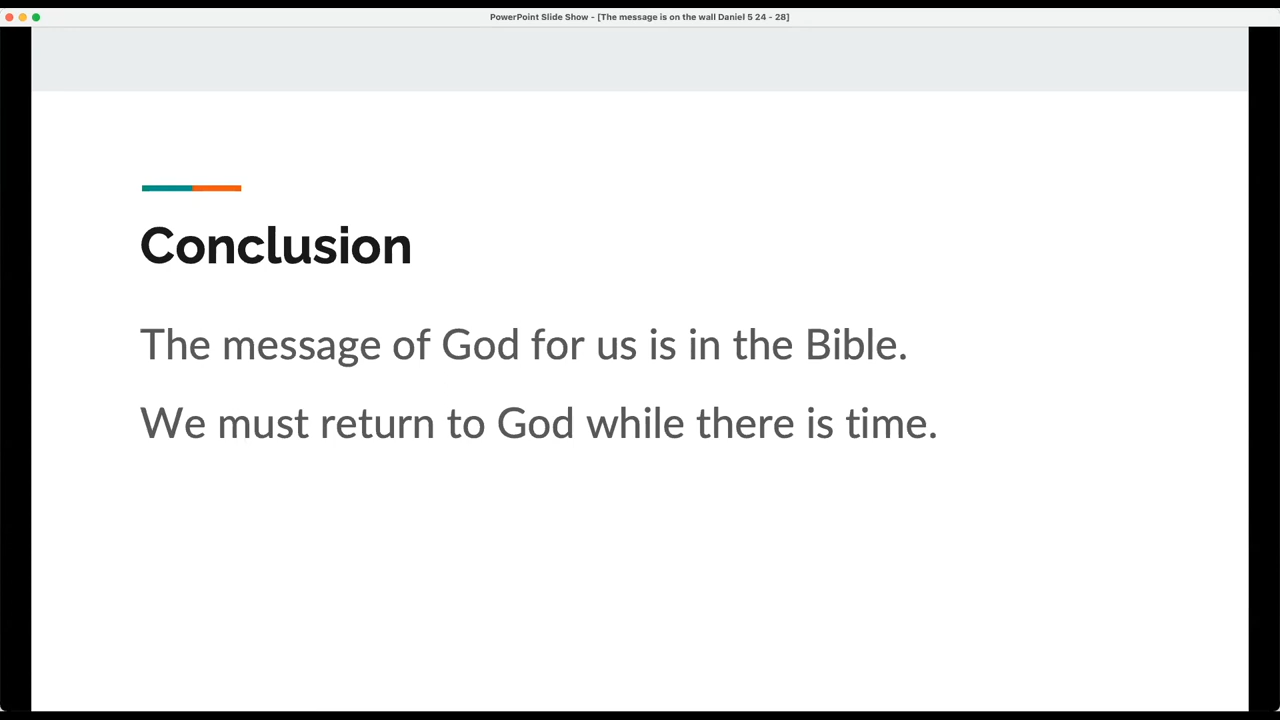 PowerPoint Slide Show - [The message is on the wall Daniel 5 24 - 28]
Conclusion
The message of God for us is in the Bible.
We must return to God while there is time.